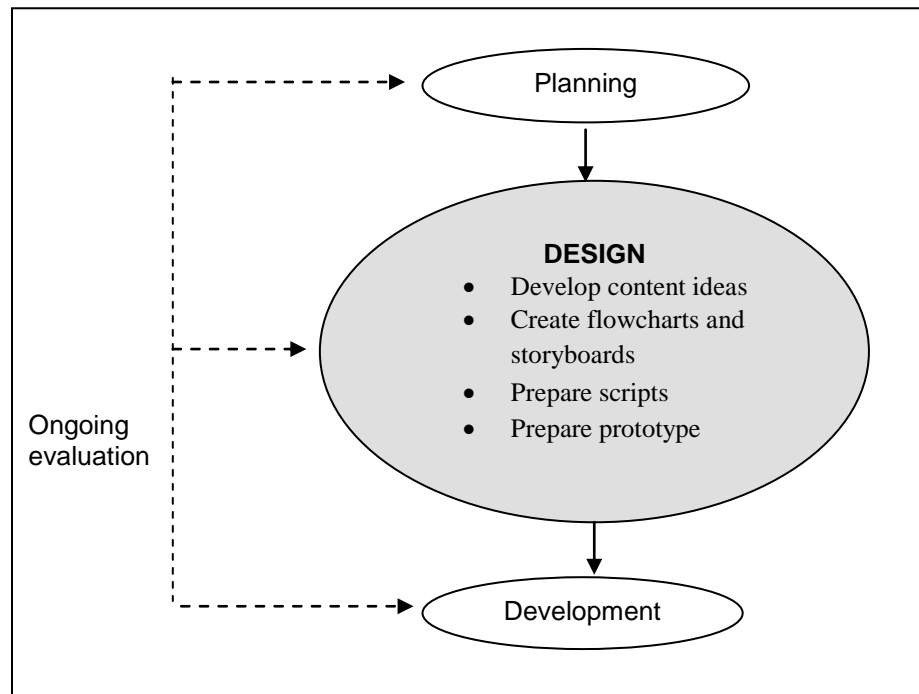 Planning
DESIGN
• Develop content ideas
• Create flowcharts and
storyboards
• Prepare scripts
• Prepare prototype
Ongoing
evaluation
Development